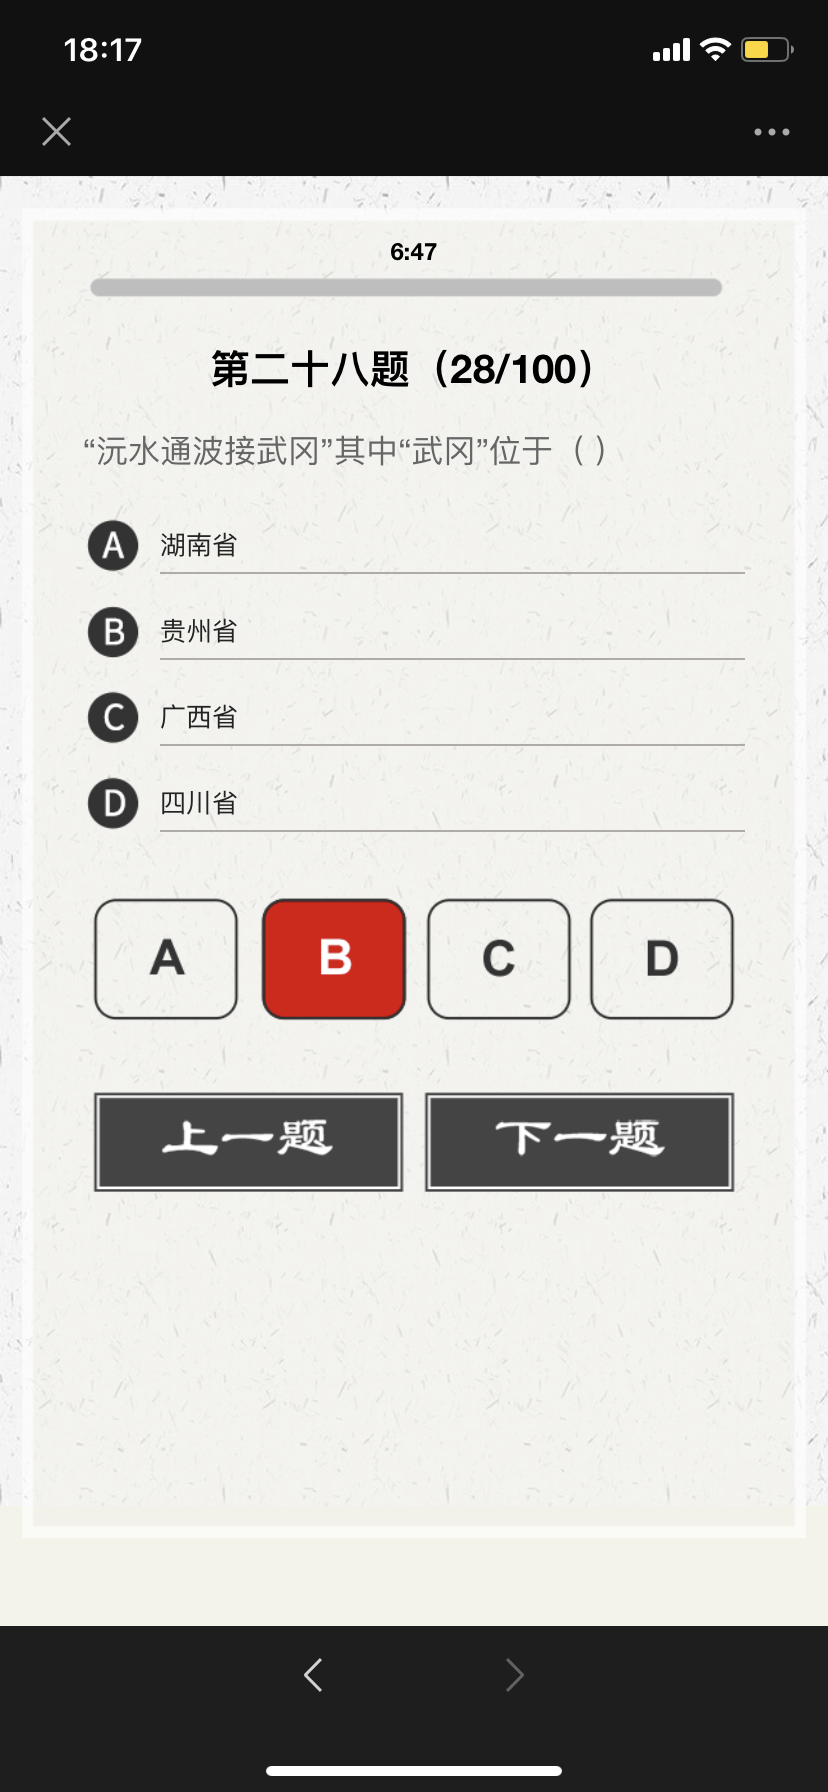 18:17
6:47
第二十八题（28/100）
“沅水通波接武冈”其中“武冈”位于（ ）
A 湖南省
B 贵州省
C 广西省
D 四川省
A B C D
上一题 下一题